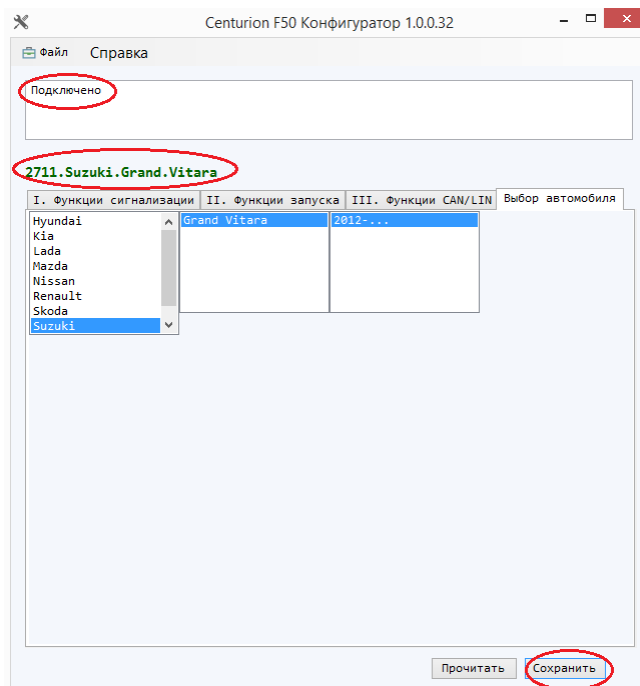 Centurion F50 Конфигуратор 1.0.0.32
Файл Справка
Подключено
2711.Suzuki.Grand.Vitara
I. Функции сигнализации II. Функции запуска III. Функции CAN/LIN Выбор автомобиля
Hyundai Grand Vitara 2012-...
Kia
Lada
Mazda
Nissan
Renault
Skoda
Suzuki
Прочитать Сохранить